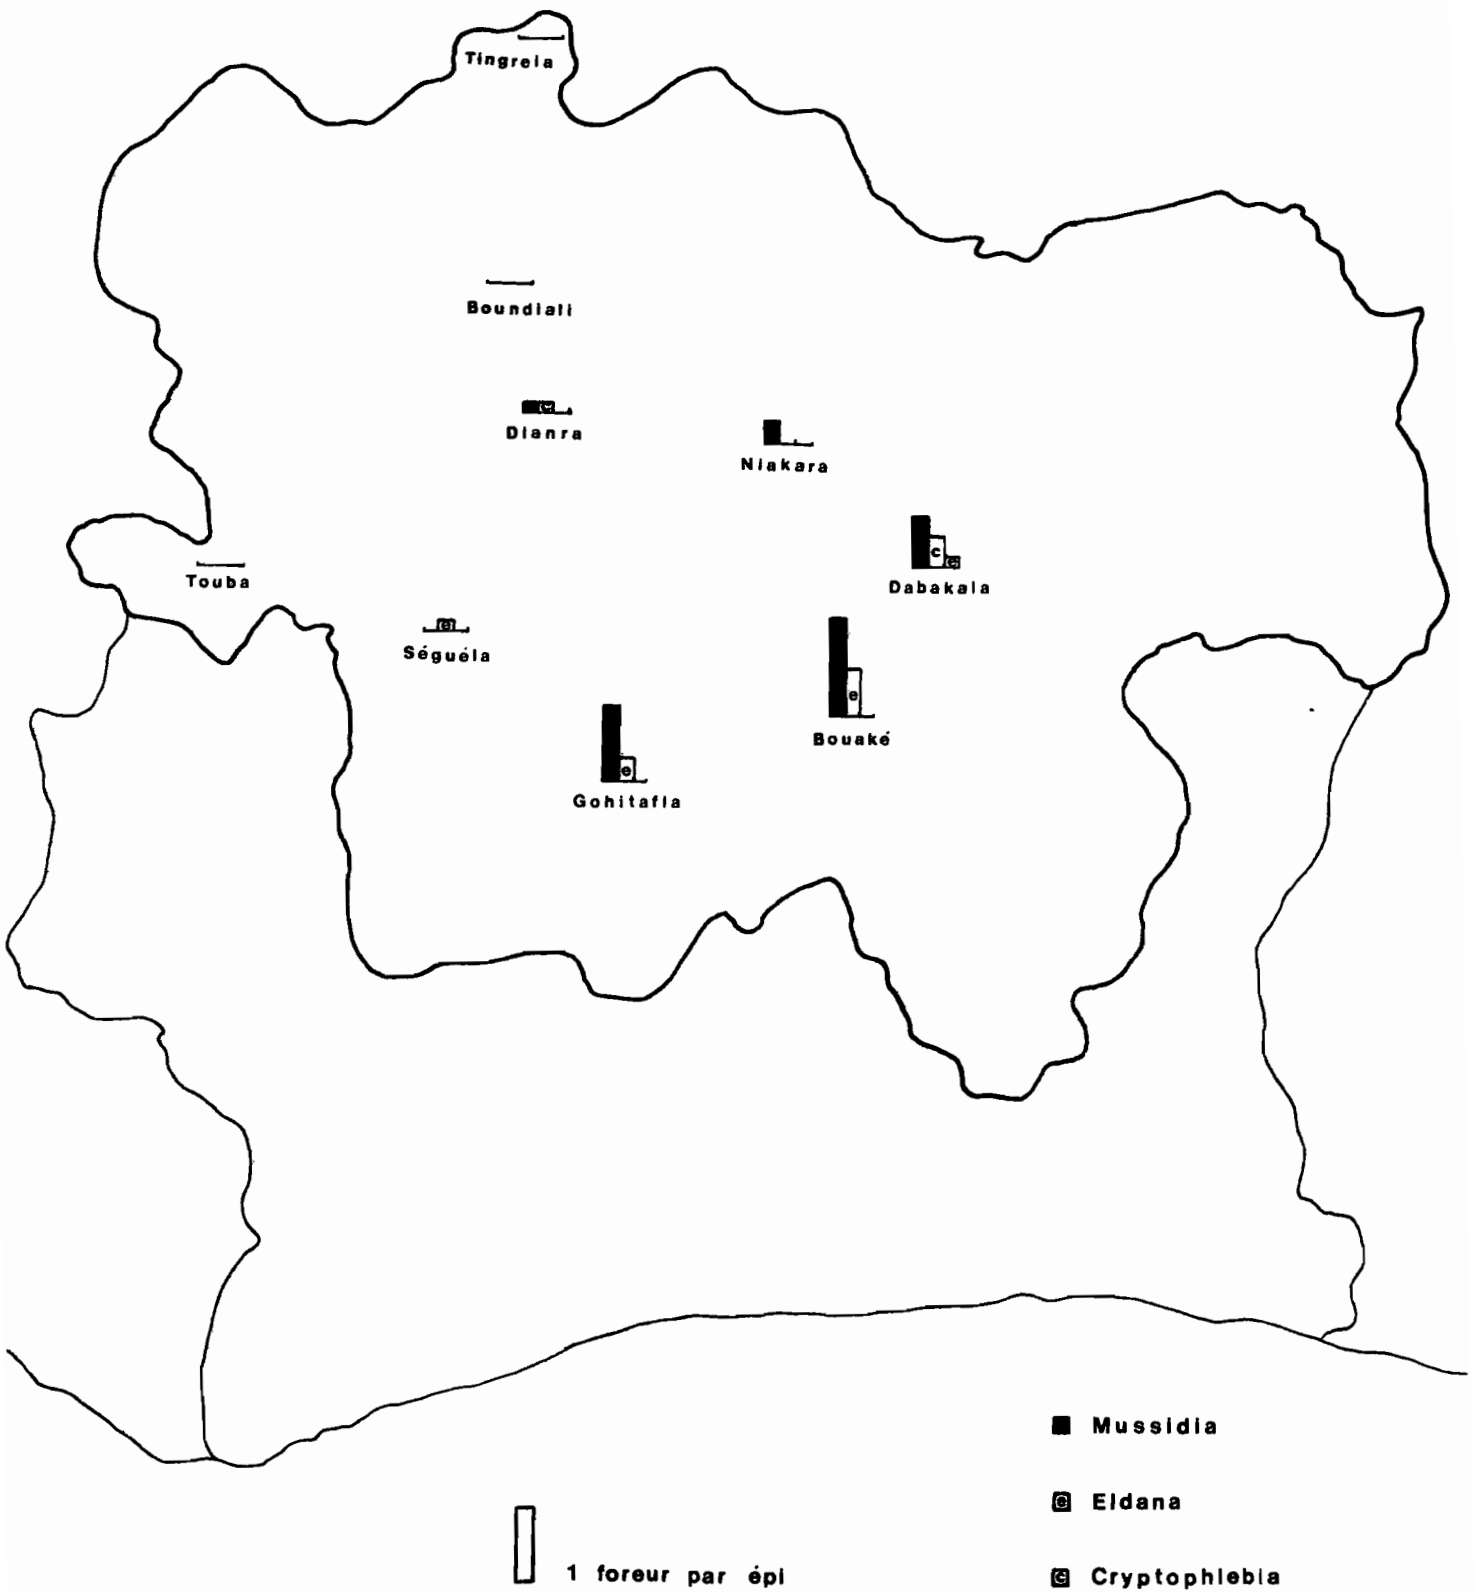 Tingrela
Boundiali
c
Dianra
Niakara
c
e
Dabakala
Touba
e
Séguéla
e
Bouaké
e
Gohitafla
Mussidia
e Eldana
1 foreur par épi
c Cryptophlebia